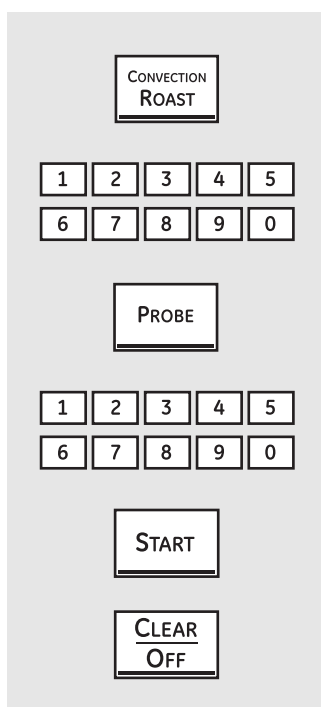 CONVECTION
ROAST
1 2 3 4 5
6 7 8 9 0
PROBE
1 2 3 4 5
6 7 8 9 0
START
CLEAR
OFF